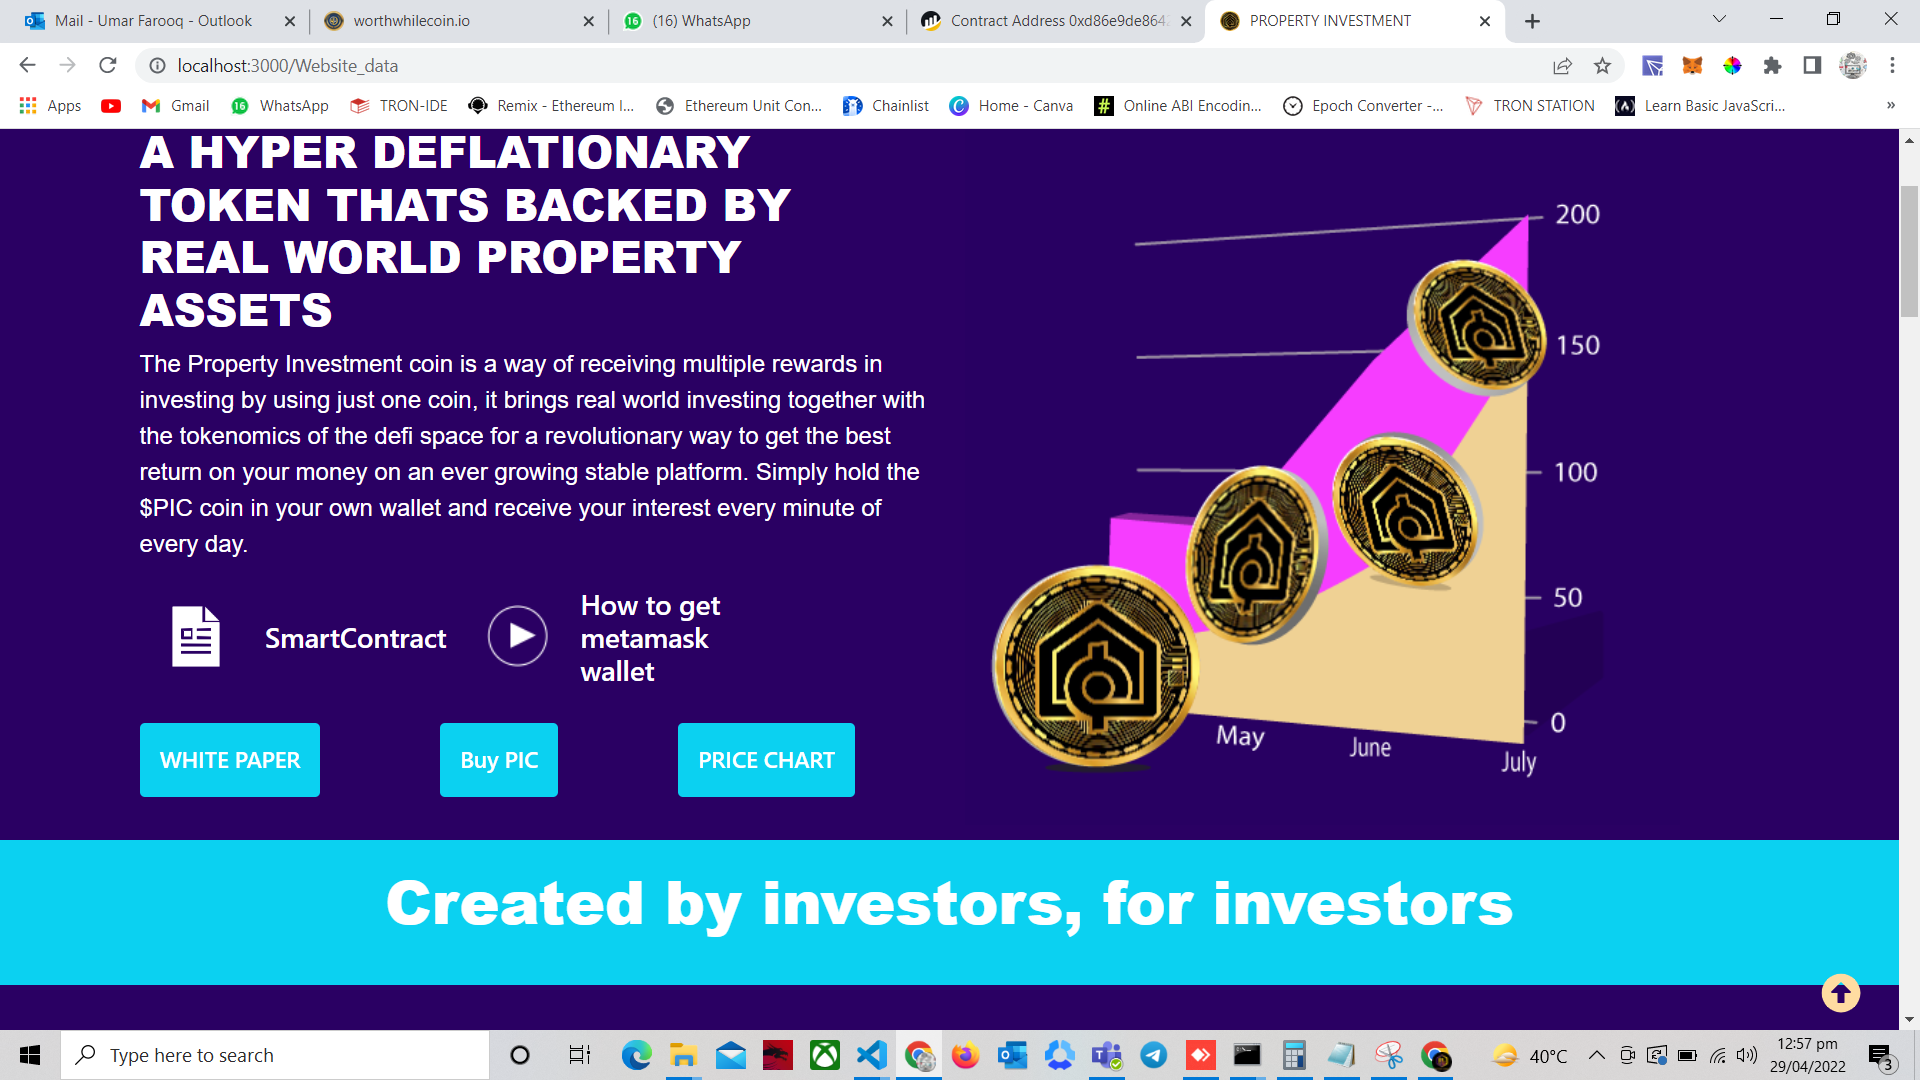 Mail - Umar Farooq - Outlook
worthwhilecoin.io
16
(16) WhatsApp
Contract Address 0xd86e9de864
PROPERTY INVESTMENT
localhost:3000/Website_data
Apps
Gmail
16
WhatsApp
TRON-IDE
Remix - Ethereum I...
Ethereum Unit Con...
Chainlist
Home - Canva
Online ABI Encodin...
Epoch Converter -...
TRON STATION
Learn Basic JavaScri...
»
A HYPER DEFLATIONARY
TOKEN THATS BACKED BY
REAL WORLD PROPERTY
ASSETS
The Property Investment coin is a way of receiving multiple rewards in
investing by using just one coin, it brings real world investing together with
the tokenomics of the defi space for a revolutionary way to get the best
return on your money on an ever growing stable platform. Simply hold the
$PIC coin in your own wallet and receive your interest every minute of
every day.
SmartContract
How to get
metamask
wallet
WHITE PAPER
Buy PIC
PRICE CHART
200
150
100
50
0
May
June
July
Created by investors, for investors
Type here to search
40°C
12:57 pm
29/04/2022
3